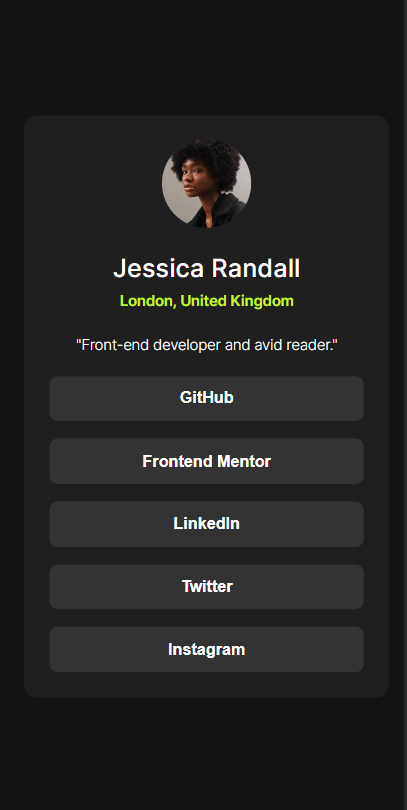 Jessica Randall
London, United Kingdom
"Front-end developer and avid reader."
GitHub
Frontend Mentor
LinkedIn
Twitter
Instagram